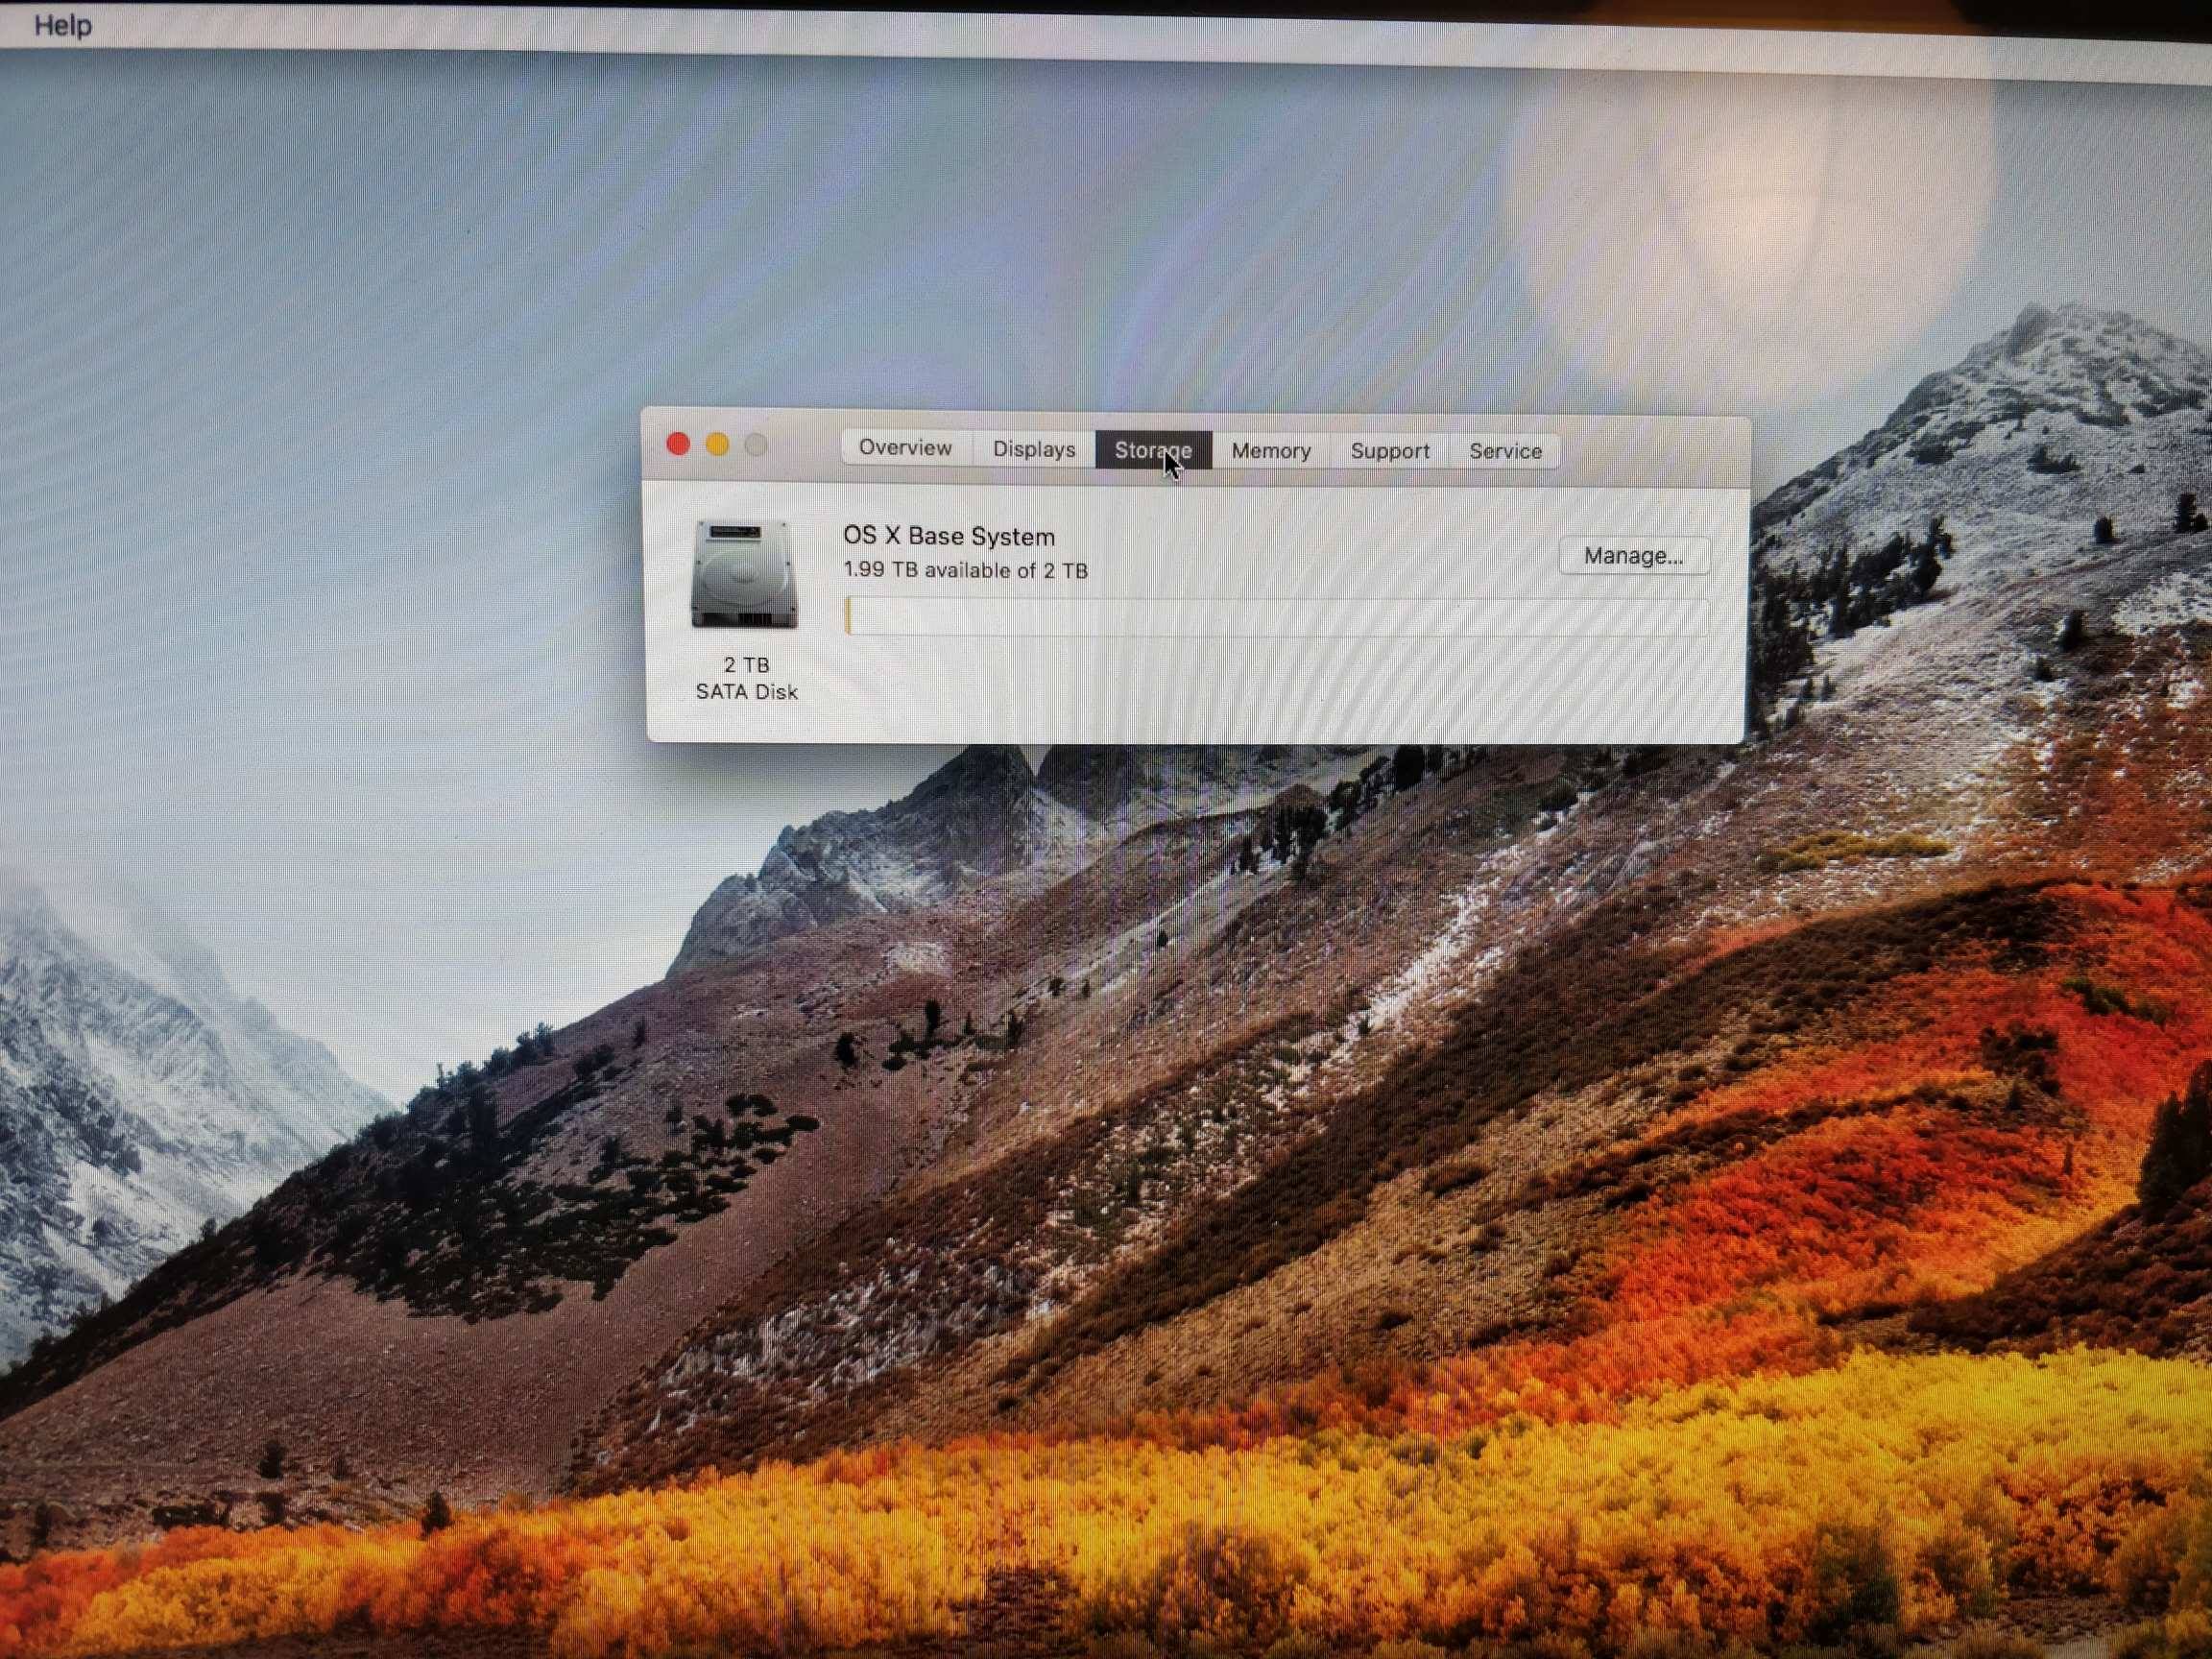 Help
Overview Displays Storage Memory Support Service
OS X Base System
1.99 TB available of 2 TB
Manage...
2 TB
SATA Disk